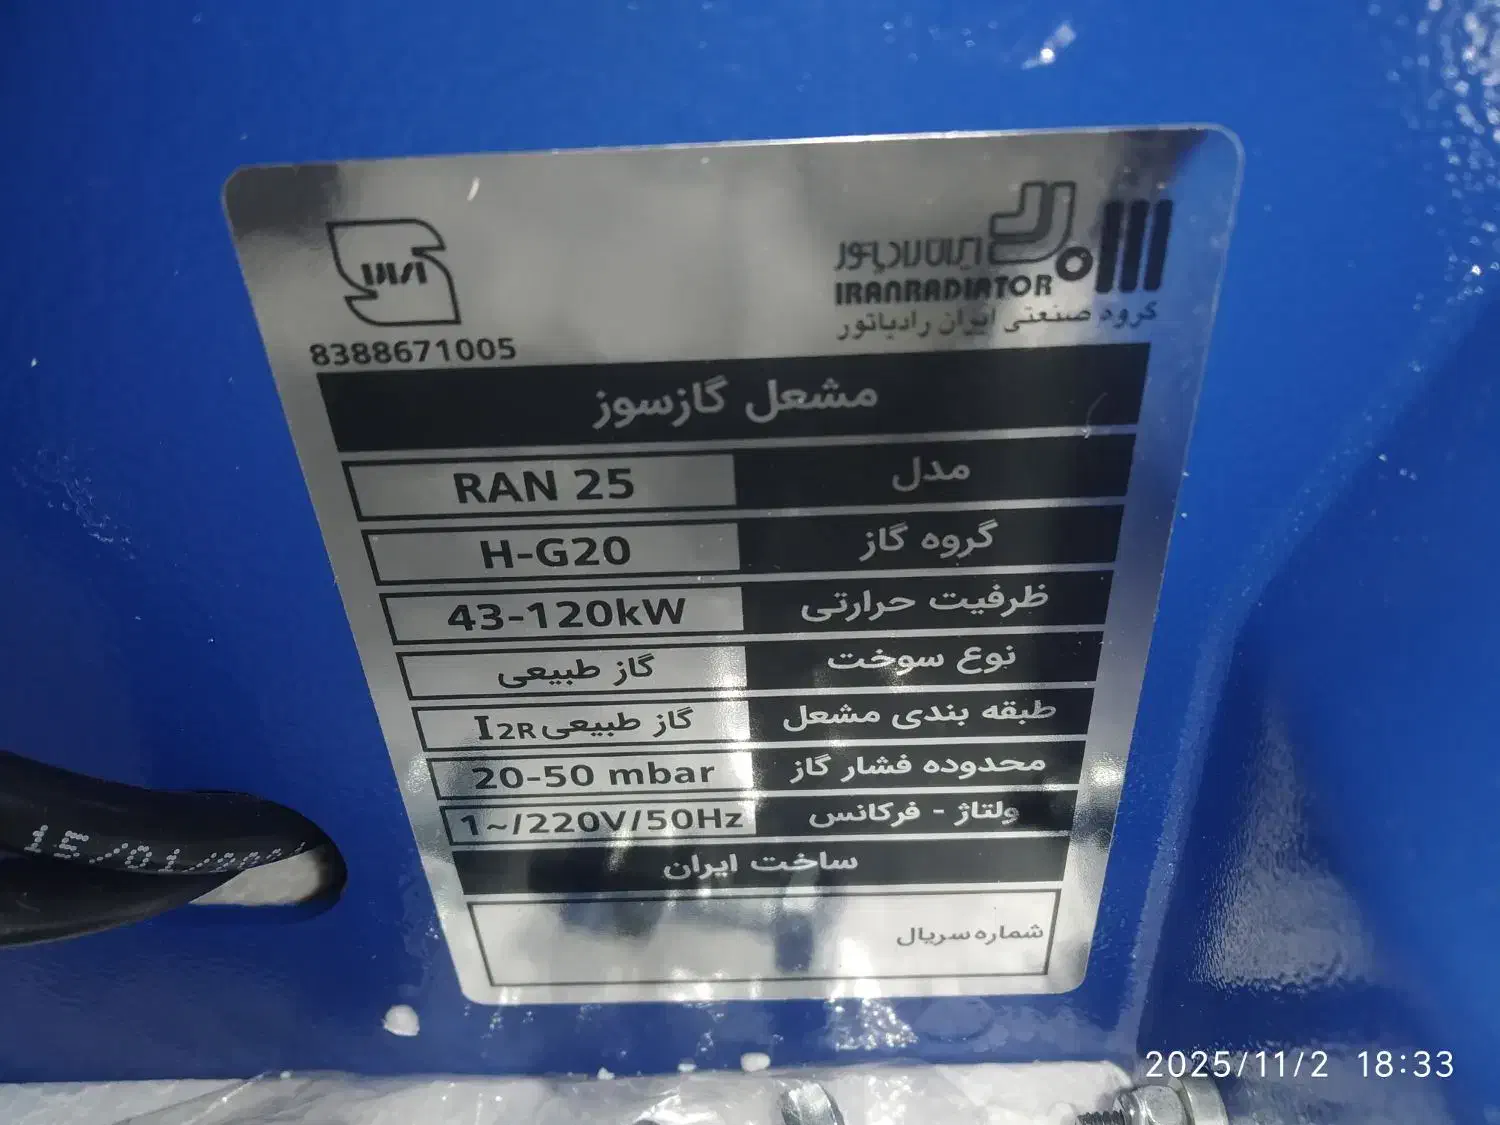 ایران رادیاتور
IRANRADIATOR
گروه صنعتی ایران رادیاتور
8388671005
مشعل گازسوز
مدل RAN 25
گروه گاز H-G20
ظرفیت حرارتی 43-120kW
نوع سوخت گاز طبیعی
طبقه بندی مشعل گاز طبیعی I2R
محدوده فشار گاز 20-50 mbar
ولتاژ - فرکانس 1~/220V/50Hz
ساخت ایران
شماره سریال
15/01/
2025/11/2 18:33